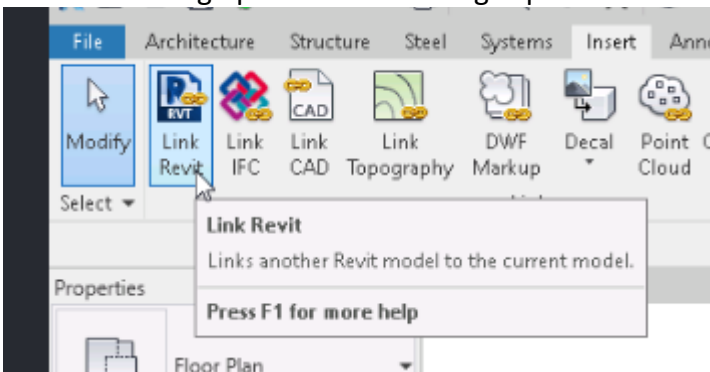 File Architecture Structure Steel Systems Insert
RVT
CAD
Modify Link Revit Link IFC Link CAD Link Topography DWF Markup Decal Point Cloud
Select
Link Revit
Links another Revit model to the current model.
Properties
Press F1 for more help
Floor Plan